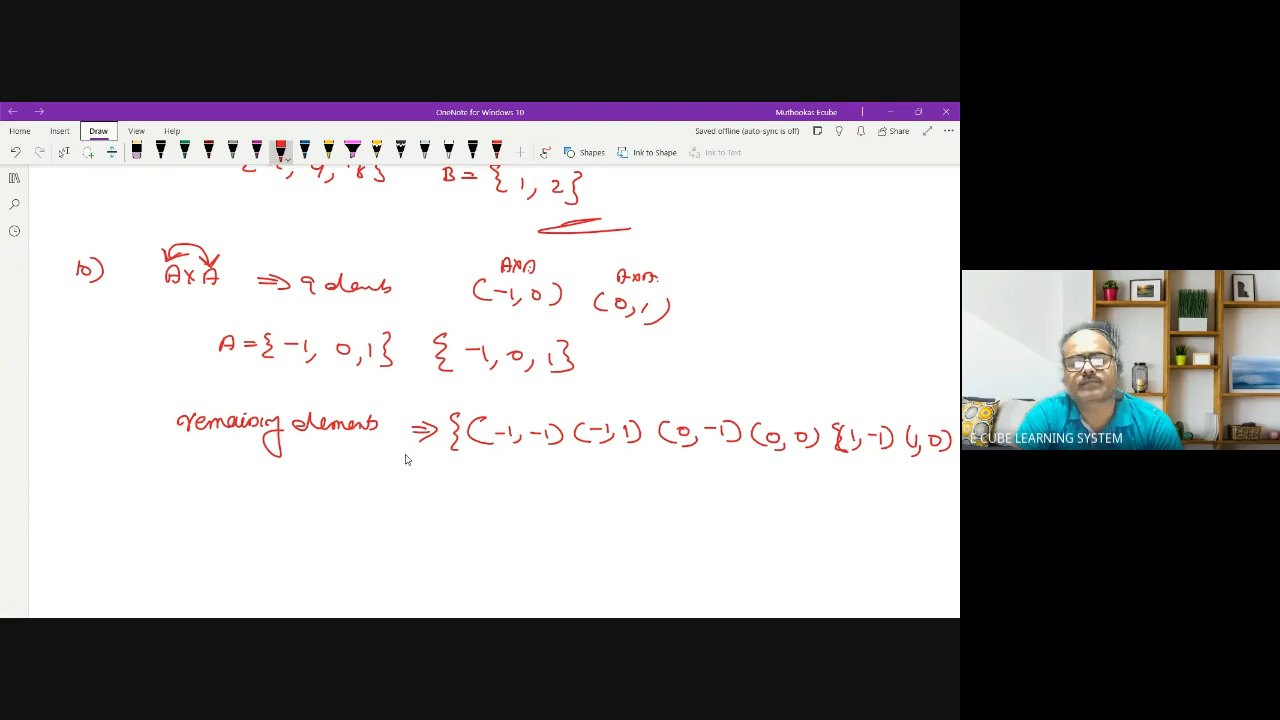 OneNote for Windows 10
Muthookas Ecube
Home Insert Draw View Help
Saved offline (auto-sync is off) Share
Shapes Ink to Shape Ink to Text
B = { 1, 2}
10) A×A ⇒ 9 elements
A×A
(-1, 0)
A×A
(0, 1)
A = { -1, 0, 1} { -1, 0, 1}
remaining elements ⇒ { (-1, -1) (-1, 1) (0, -1) (0, 0) {1, -1) (1, 0)
E CUBE LEARNING SYSTEM